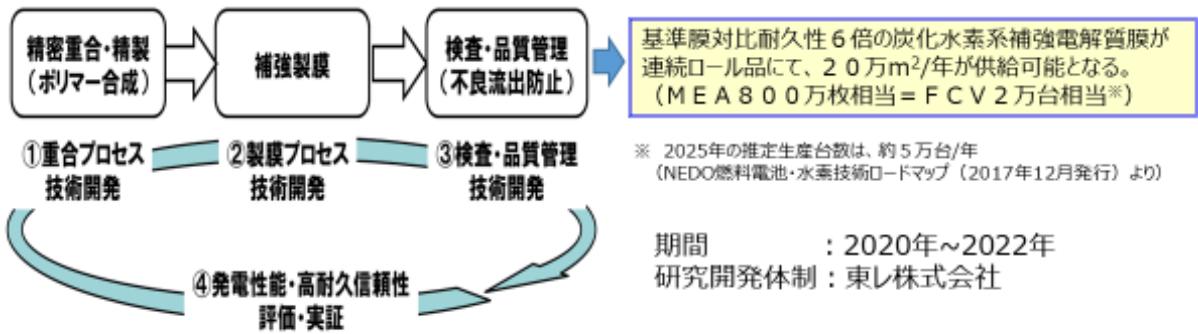 精密重合・精製
（ポリマー合成）
補強製膜
検査・品質管理
（不良流出防止）
基準膜対比耐久性６倍の炭化水素系補強電解質膜が
連続ロール品にて、２０万m²/年が供給可能となる。
（ＭＥＡ８００万枚相当＝ＦＣＶ２万台相当※）
①重合プロセス
技術開発
②製膜プロセス
技術開発
③検査・品質管理
技術開発
※ 2025年の推定生産台数は、約５万台/年
（NEDO燃料電池・水素技術ロードマップ（2017年12月発行）より）
④発電性能・高耐久信頼性
評価・実証
期間 ：2020年~2022年
研究開発体制：東レ株式会社